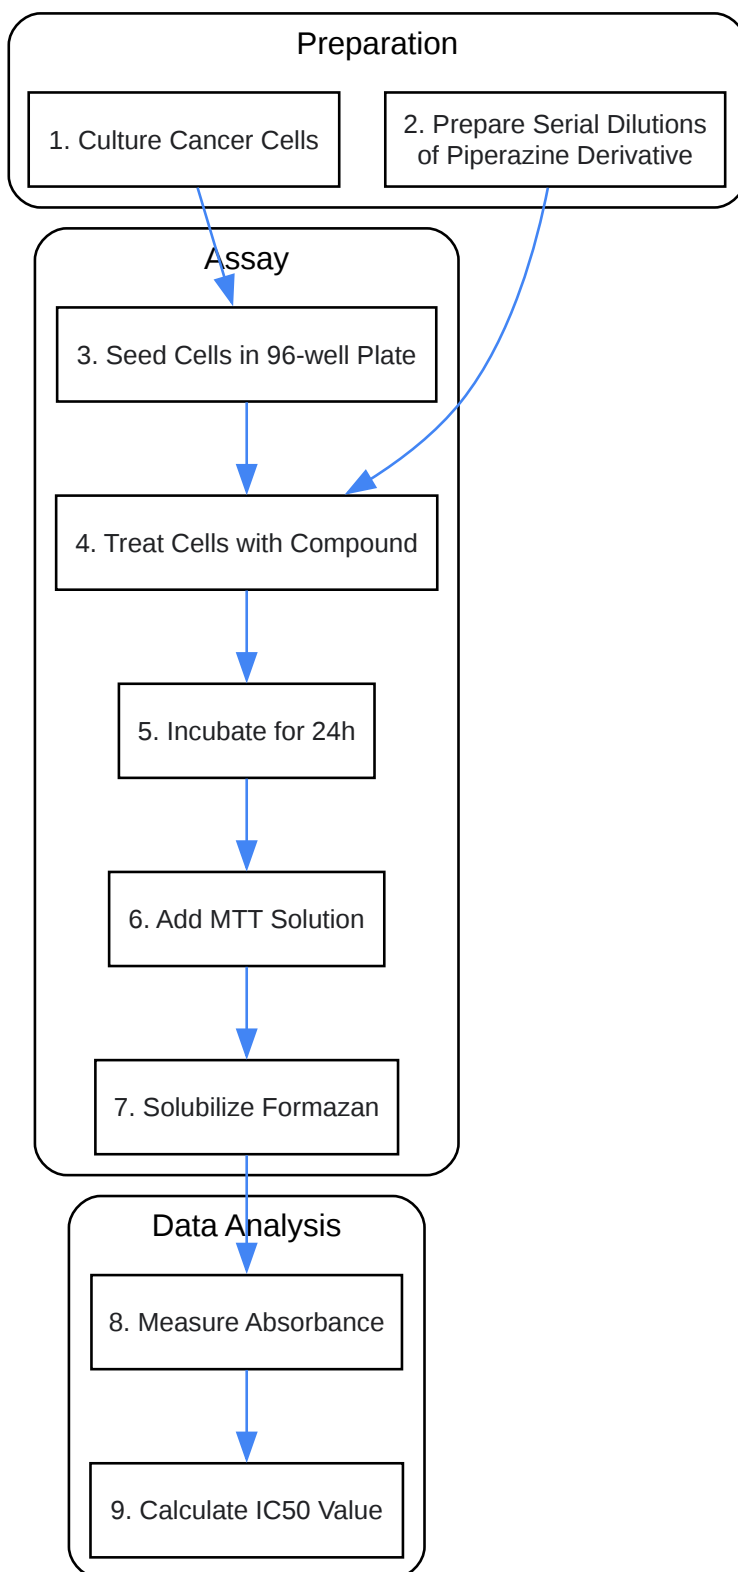 Preparation
1. Culture Cancer Cells
2. Prepare Serial Dilutions
of Piperazine Derivative
Assay
3. Seed Cells in 96-well Plate
4. Treat Cells with Compound
5. Incubate for 24h
6. Add MTT Solution
7. Solubilize Formazan
Data Analysis
8. Measure Absorbance
9. Calculate IC50 Value